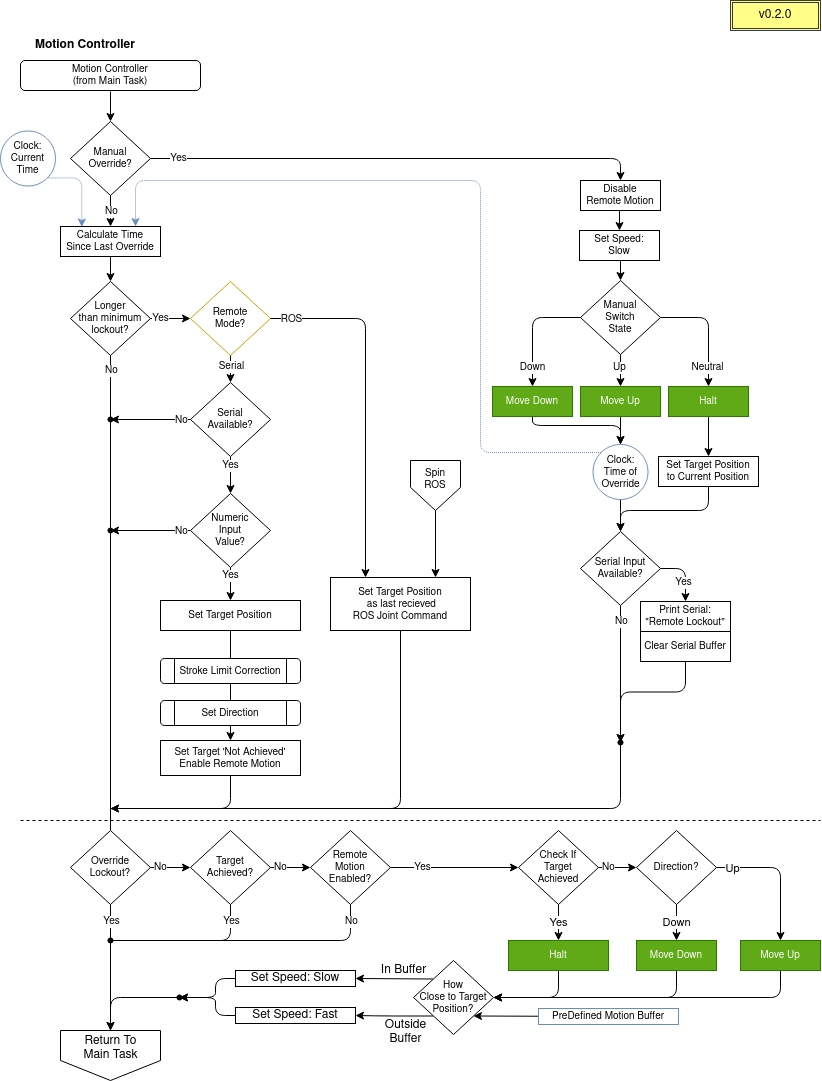 v0.2.0
Motion Controller
Motion Controller
(from Main Task)
Clock:
Current
Time
Manual
Override?
Yes
No
Disable
Remote Motion
Calculate Time
Since Last Override
Set Speed:
Slow
Longer
than minimum
lockout?
Yes
Remote
Mode?
ROS
Manual
Switch
State
No
Serial
Down
Up
Neutral
Move Down
Move Up
Halt
Serial
Available?
No
Yes
Spin
ROS
Clock:
Time of
Override
Set Target Position
to Current Position
Numeric
Input
Value?
No
Yes
Serial Input
Available?
Yes
No
Set Target Position
Set Target Position
as last recieved
ROS Joint Command
Print Serial:
"Remote Lockout"
Clear Serial Buffer
Stroke Limit Correction
Set Direction
Set Target 'Not Achieved'
Enable Remote Motion
Override
Lockout?
No
Target
Achieved?
No
Remote
Motion
Enabled?
Yes
Check If
Target
Achieved
No
Direction?
Up
Yes
Yes
No
Yes
Down
Halt
Move Down
Move Up
In Buffer
Set Speed: Slow
How
Close to Target
Position?
Set Speed: Fast
Outside
Buffer
PreDefined Motion Buffer
Return To
Main Task